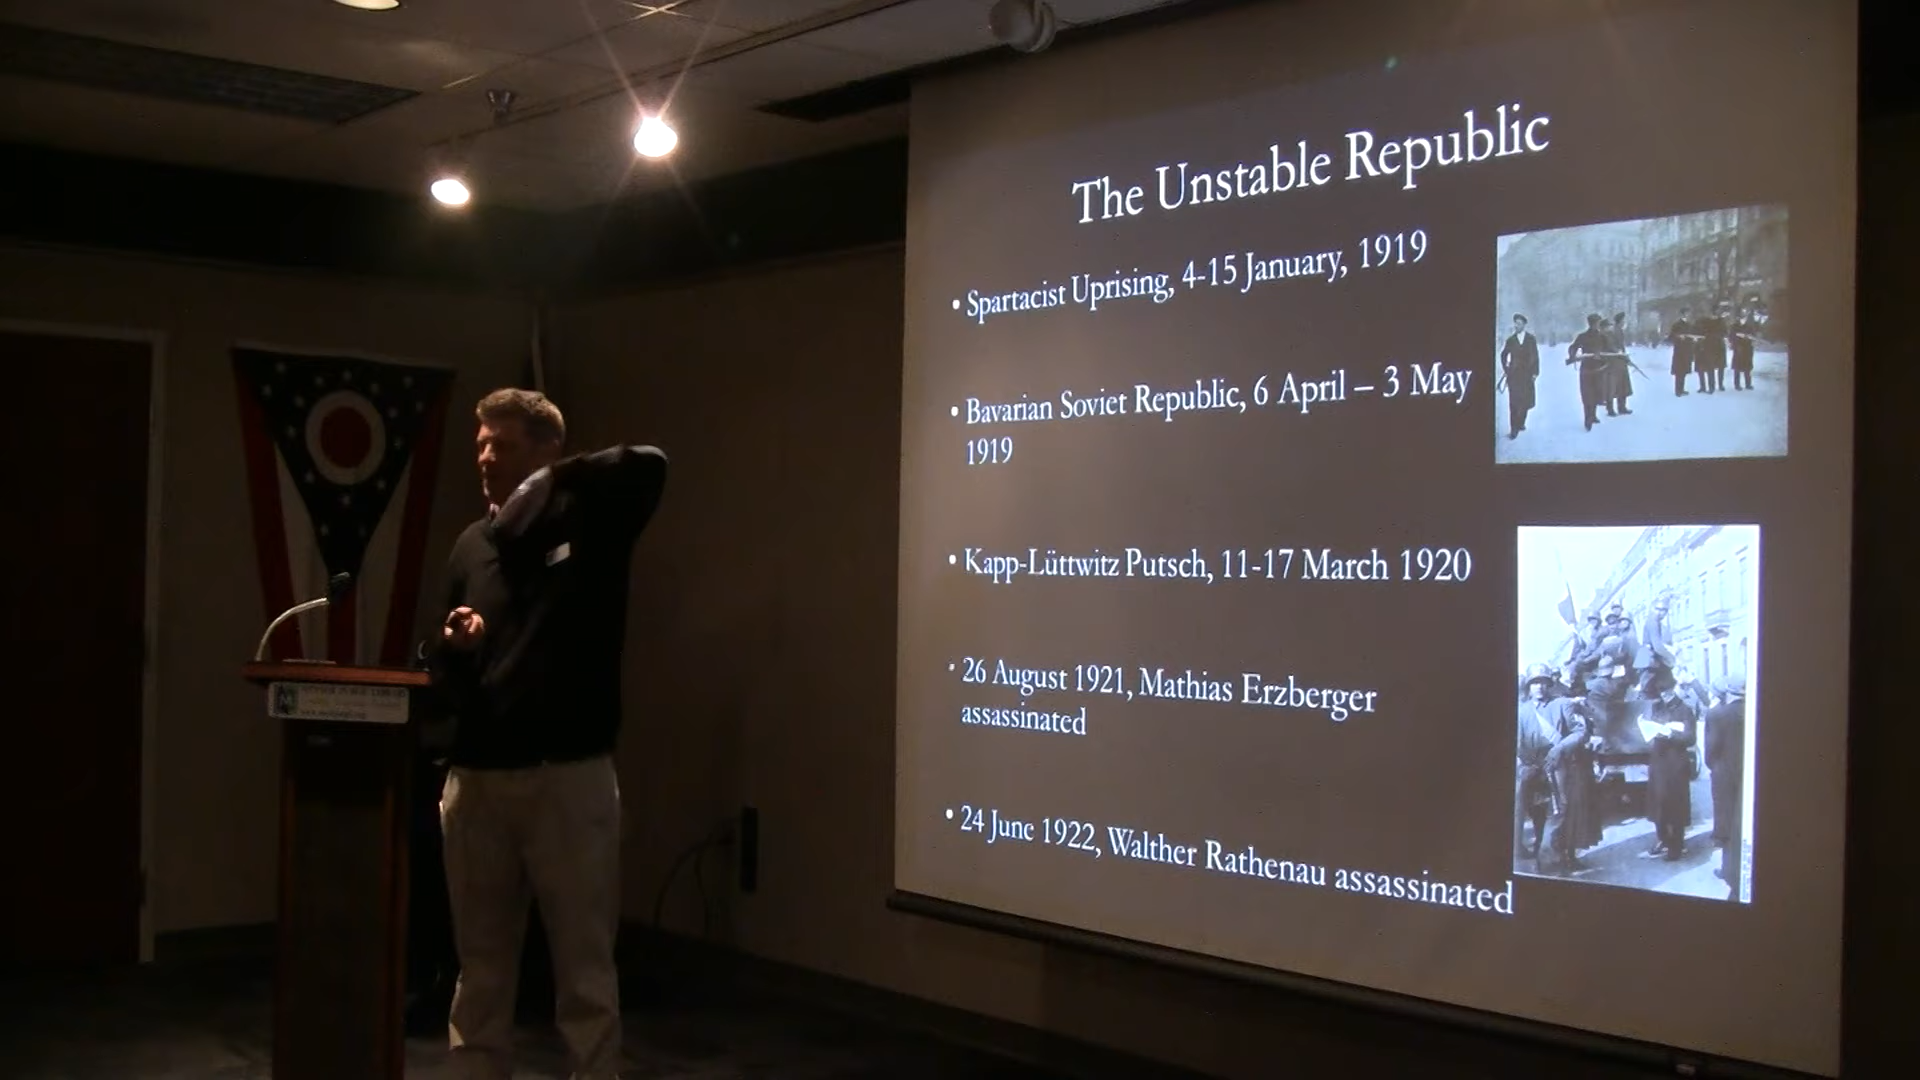 The Unstable Republic
• Spartacist Uprising, 4-15 January, 1919
• Bavarian Soviet Republic, 6 April – 3 May
1919
• Kapp-Lüttwitz Putsch, 11-17 March 1920
• 26 August 1921, Mathias Erzberger
assassinated
• 24 June 1922, Walther Rathenau assassinated